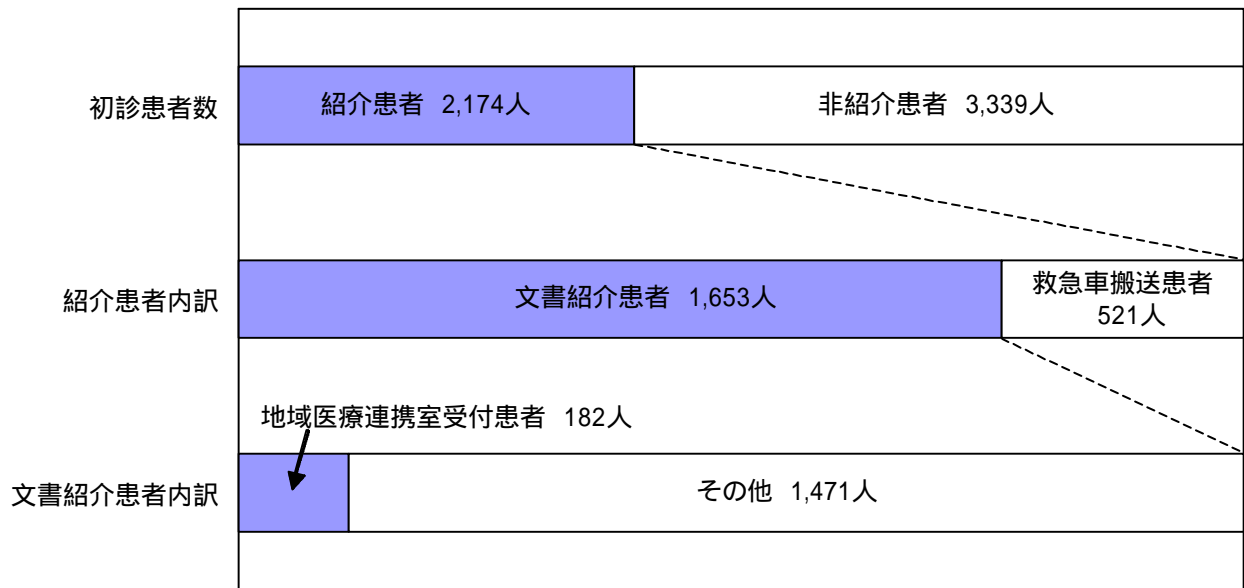 初診患者数
紹介患者 2,174人
非紹介患者 3,339人
紹介患者内訳
文書紹介患者 1,653人
救急車搬送患者
521人
地域医療連携室受付患者 182人
文書紹介患者内訳
その他 1,471人